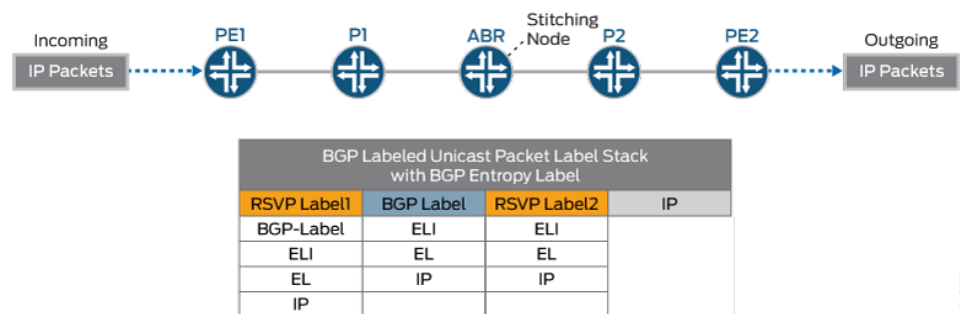 Incoming
IP Packets
PE1
P1
ABR
Stitching
Node
P2
PE2
Outgoing
IP Packets
BGP Labeled Unicast Packet Label Stack
with BGP Entropy Label
RSVP Label1 BGP Label RSVP Label2 IP
BGP-Label ELI ELI
ELI EL EL
EL IP IP
IP